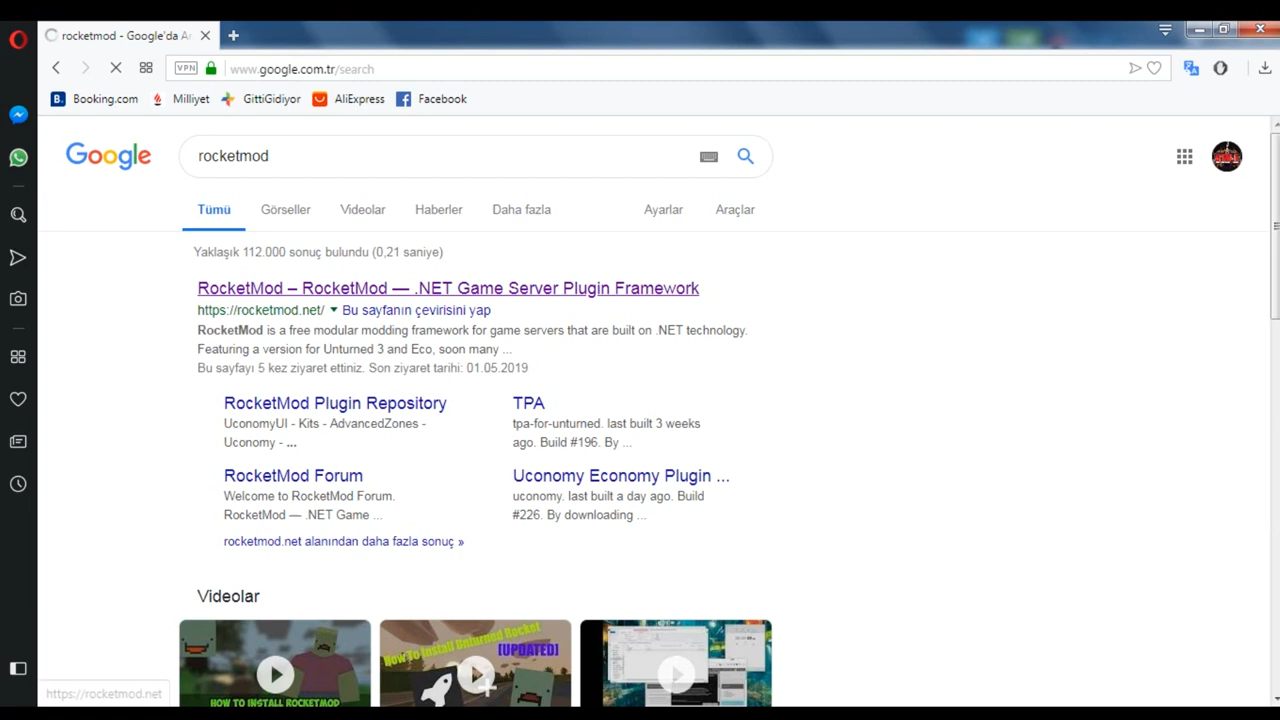 rocketmod - Google'da Ar
VPN
www.google.com.tr/search
B.
Booking.com
Milliyet
GittiGidiyor
AliExpress
Facebook
Google
rocketmod
Tümü
Görseller
Videolar
Haberler
Daha fazla
Ayarlar
Araçlar
Yaklaşık 112.000 sonuç bulundu (0,21 saniye)
RocketMod – RocketMod — .NET Game Server Plugin Framework
https://rocketmod.net/ Bu sayfanın çevirisini yap
RocketMod is a free modular modding framework for game servers that are built on .NET technology.
Featuring a version for Unturned 3 and Eco, soon many ...
Bu sayfayı 5 kez ziyaret ettiniz. Son ziyaret tarihi: 01.05.2019
RocketMod Plugin Repository
UconomyUI - Kits - AdvancedZones -
Uconomy - ...
TPA
tpa-for-unturned. last built 3 weeks
ago. Build #196. By ...
RocketMod Forum
Welcome to RocketMod Forum.
RocketMod — .NET Game ...
Uconomy Economy Plugin ...
uconomy. last built a day ago. Build
#226. By downloading ...
rocketmod.net alanından daha fazla sonuç »
Videolar
HOW TO INSTALL ROCKETMOD
How To Install Unturned Rocket
[UPDATED]
https://rocketmod.net